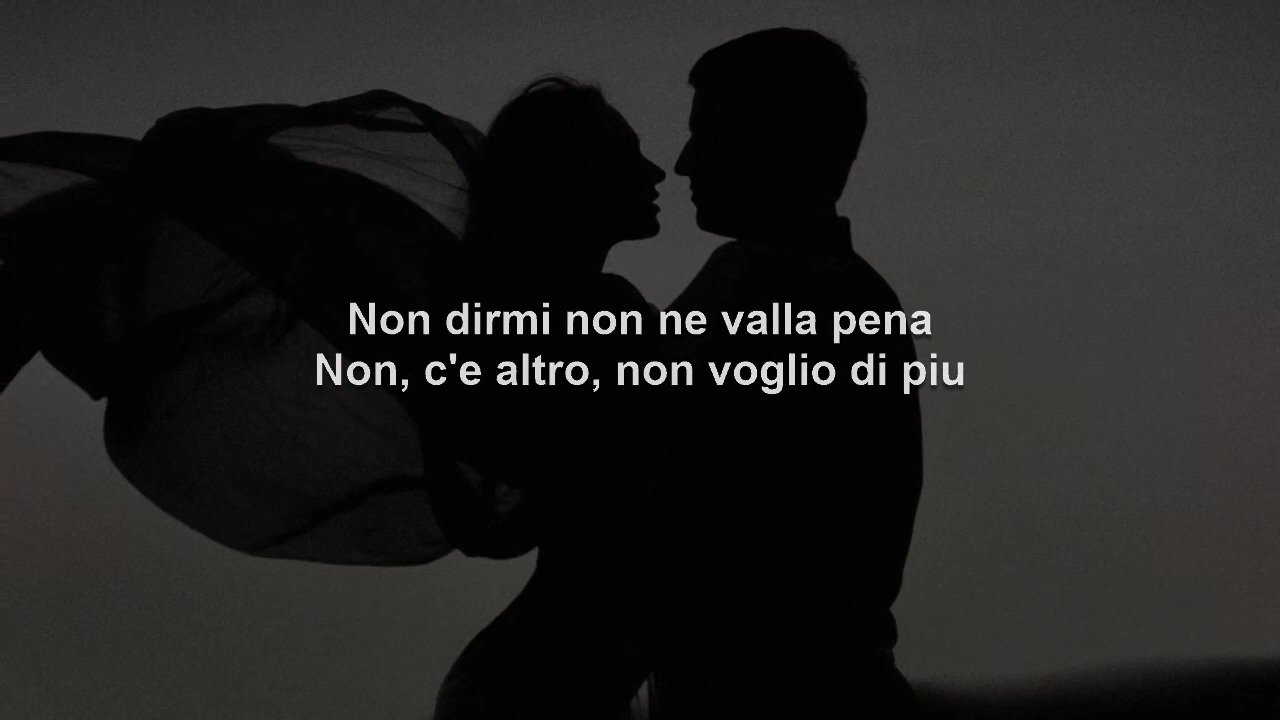 Non dirmi non ne valla pena
Non, c'e altro, non voglio di piu